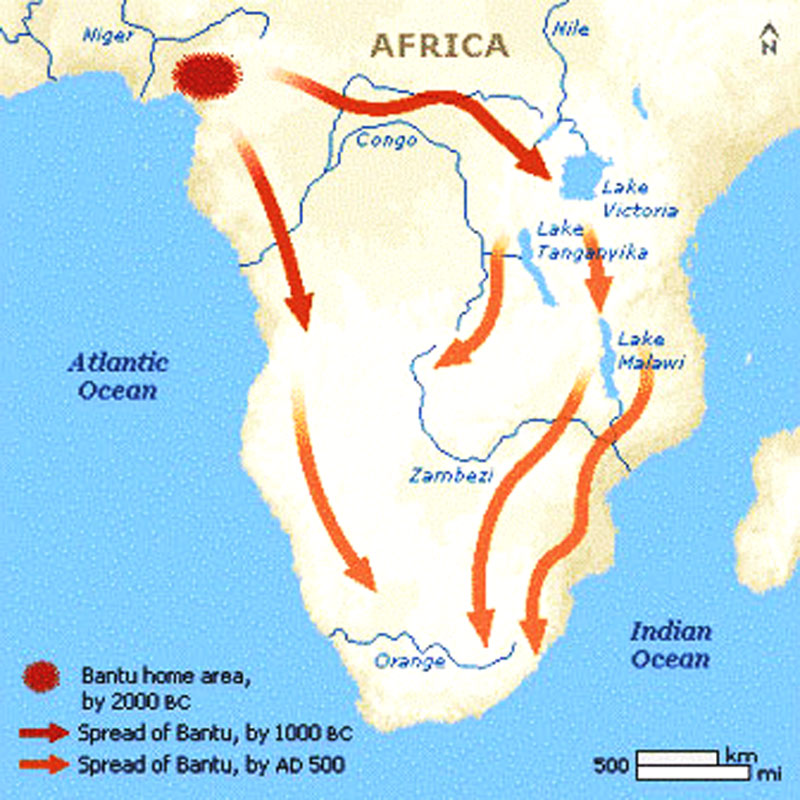 AFRICA
Niger
Nile
N
Congo
Lake
Victoria
Lake
Tanganyika
Lake
Malawi
Atlantic
Ocean
Zambezi
Indian
Ocean
Orange
Bantu home area,
by 2000 BC
Spread of Bantu, by 1000 BC
Spread of Bantu, by AD 500
500 km
mi